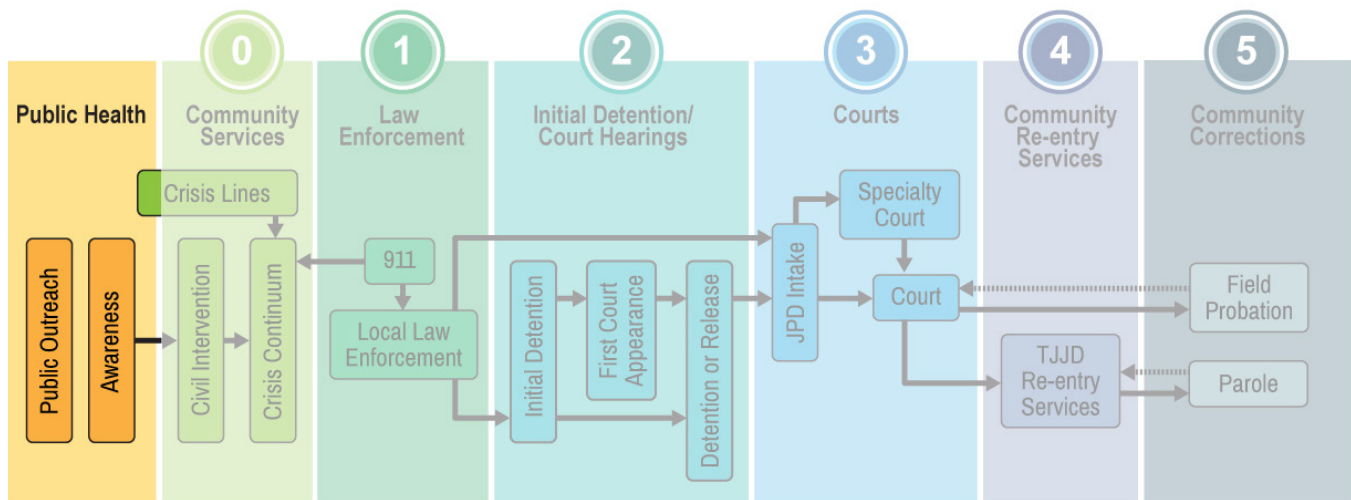 0
1
2
3
4
5
Public Health
Community
Services
Law
Enforcement
Initial Detention/
Court Hearings
Courts
Community
Re-entry
Services
Community
Corrections
Crisis Lines
Public Outreach
Awareness
Civil Intervention
Crisis Continuum
911
Local Law
Enforcement
Initial Detention
First Court
Appearance
Detention or Release
JPD Intake
Specialty
Court
Court
TJJD
Re-entry
Services
Field
Probation
Parole